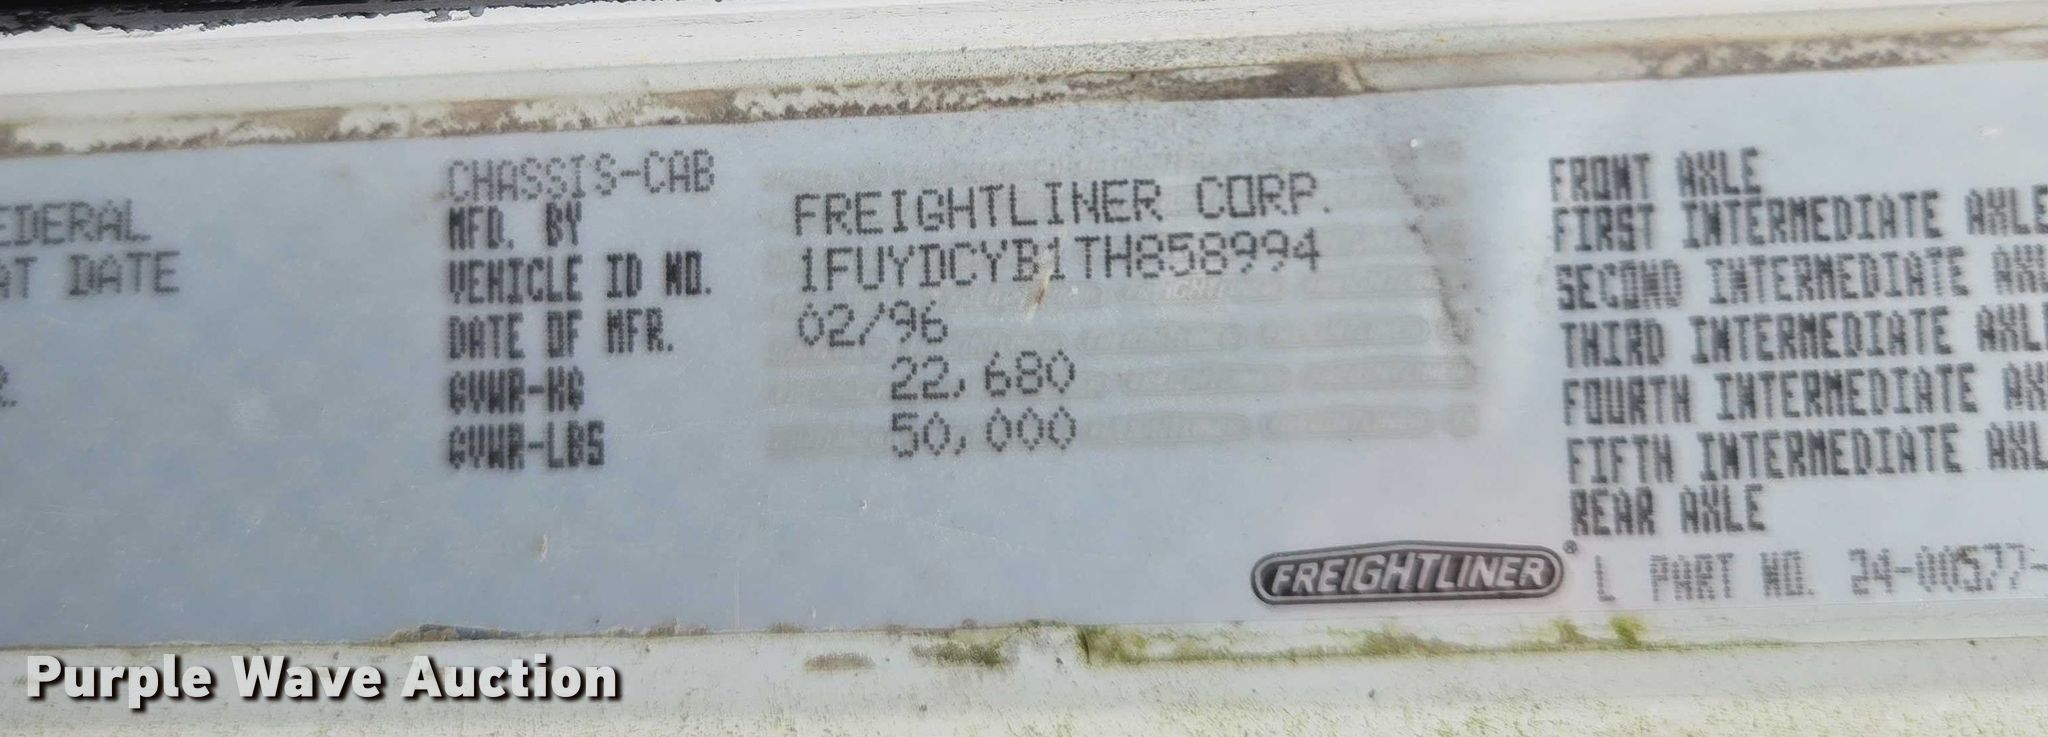 EDERAL
AT DATE
R.
CHASSIS-CAB
MFD. BY FREIGHTLINER CORP.
VEHICLE ID NO. 1FUYDCYB1TH858994
DATE OF MFR. 02/96
GVWR-KG 22,680
GVWR-LBS 50,000
FRONT AXLE
FIRST INTERMEDIATE AXLE
SECOND INTERMEDIATE AXL
THIRD INTERMEDIATE AXLE
FOURTH INTERMEDIATE AX
FIFTH INTERMEDIATE AXL
REAR AXLE
FREIGHTLINER®
L PART NO. 24-00577-
Purple Wave Auction